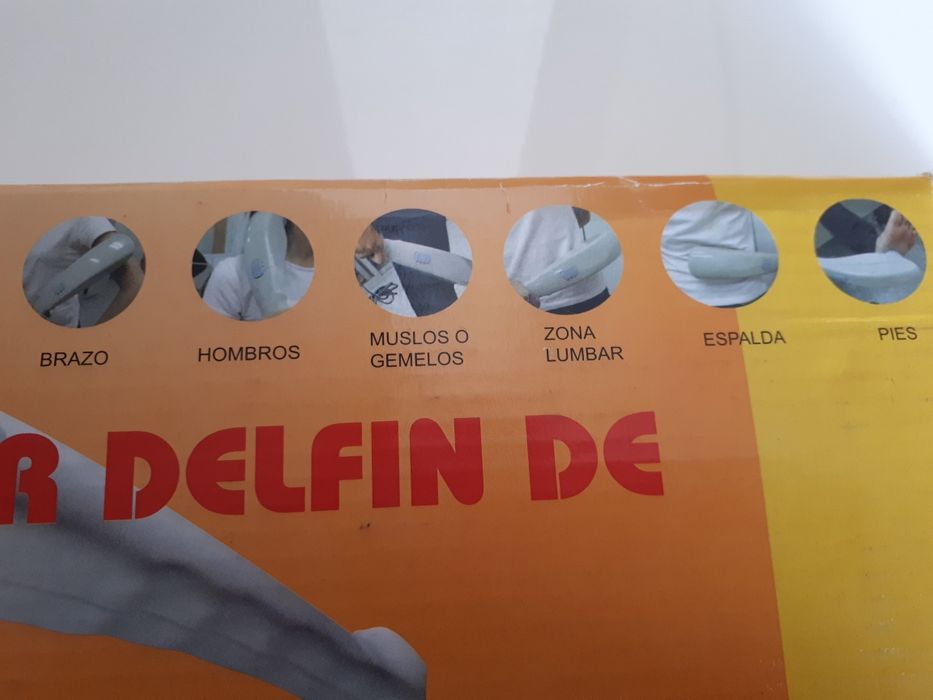 BRAZO
HOMBROS
MUSLOS O
GEMELOS
ZONA
LUMBAR
ESPALDA
PIES
R DELFIN DE